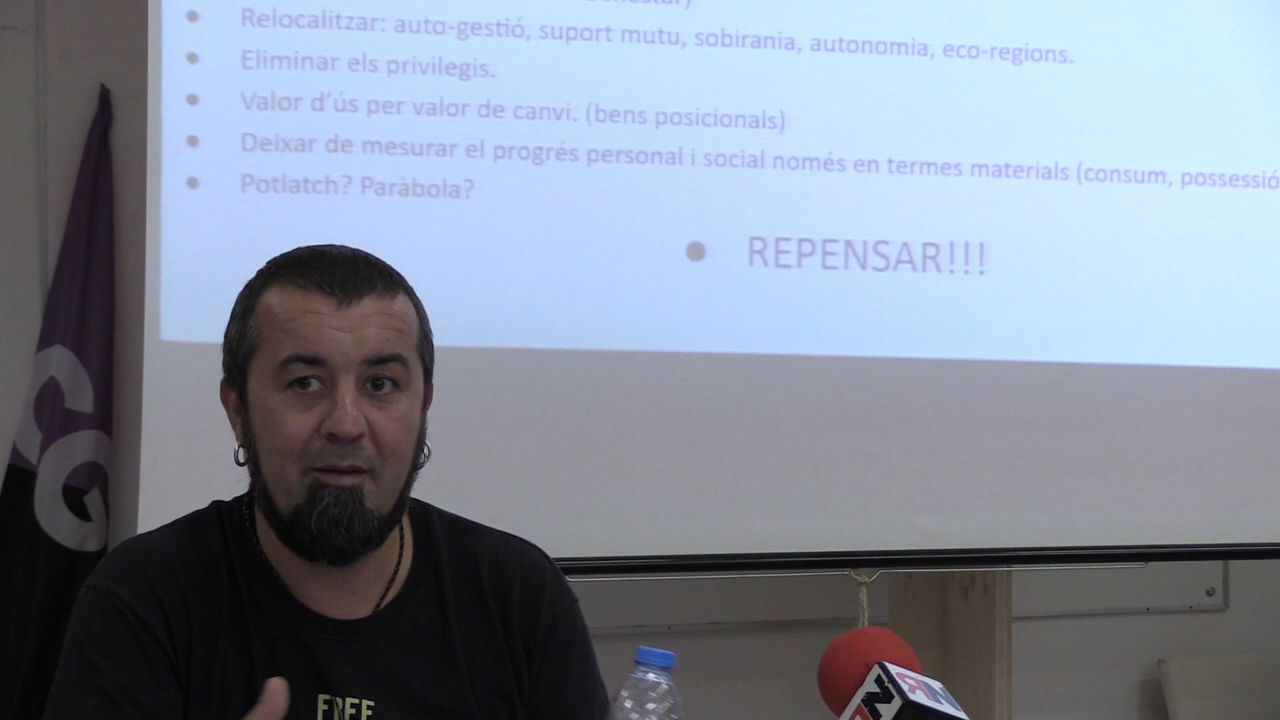 Relocalitzar: auto-gestió, suport mutu, sobirania, autonomia, eco-regions.
Eliminar els privilegis.
Valor d'ús per valor de canvi. (bens posicionals)
Deixar de mesurar el progrés personal i social només en termes materials (consum, possessió
Potlatch? Paràbola?
REPENSAR!!!
CG
FREE